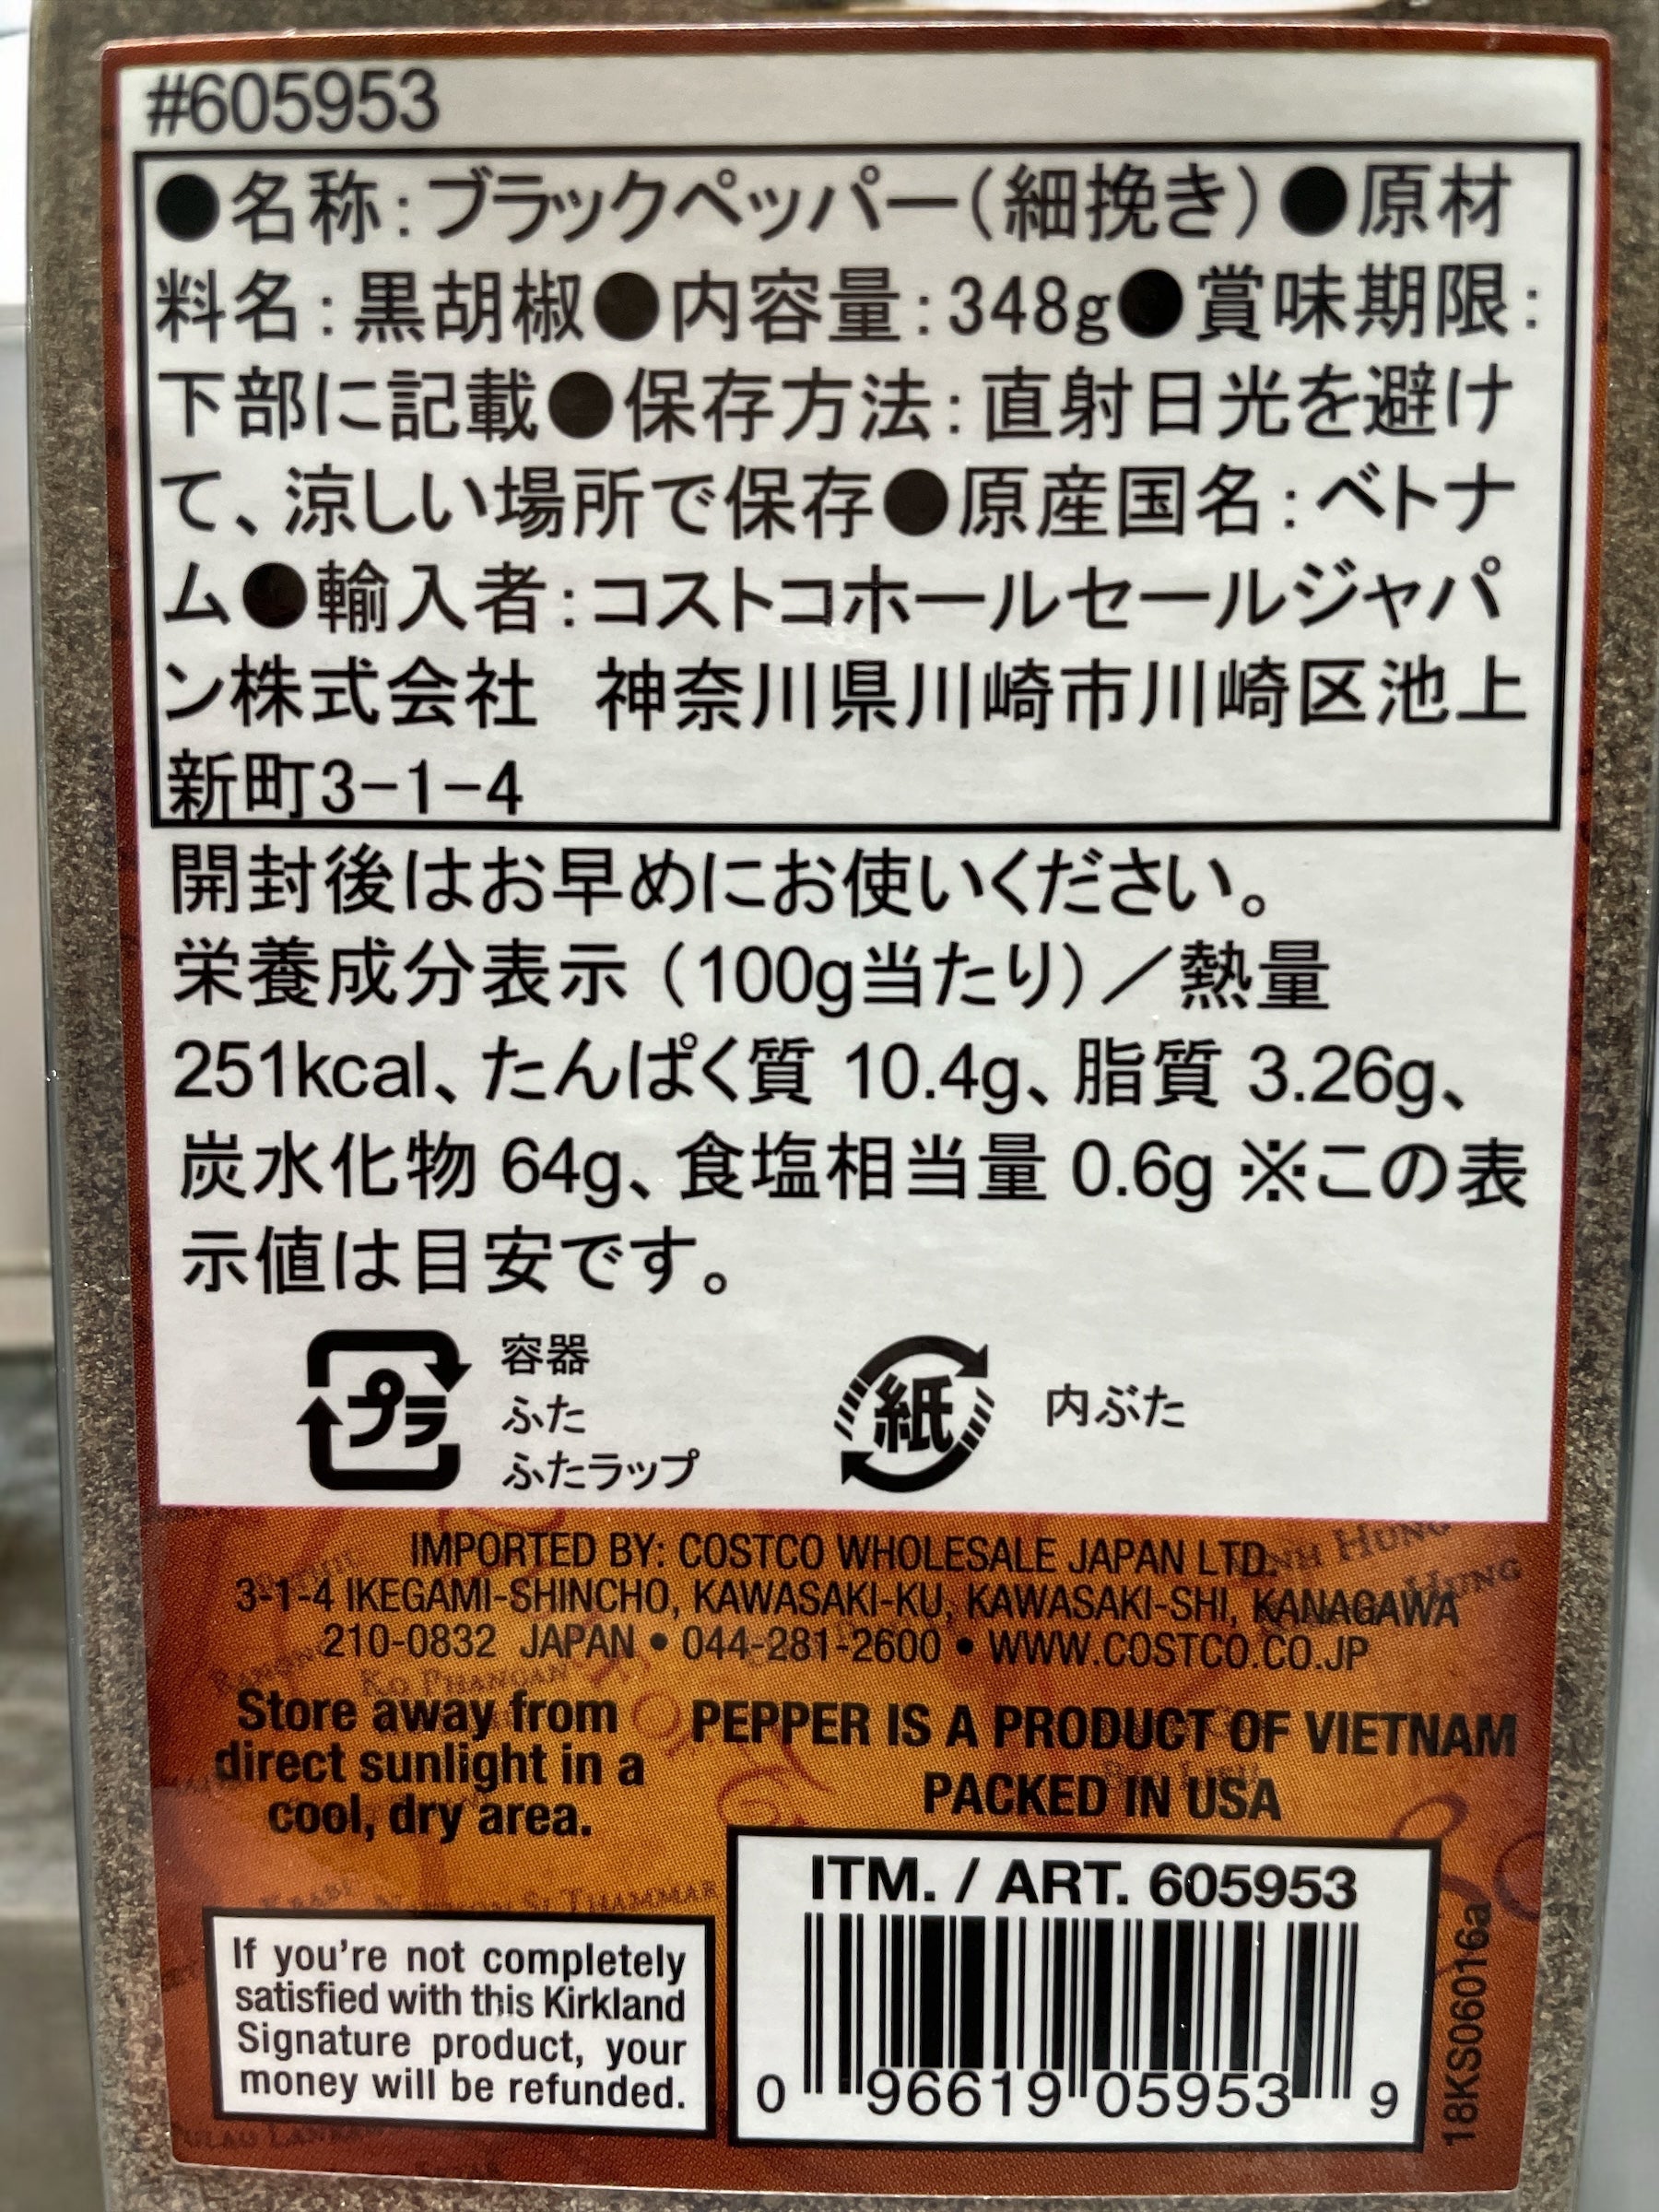 #605953
●名称:ブラックペッパー(細挽き)●原材
料名:黒胡椒●内容量:348g●賞味期限:
下部に記載●保存方法:直射日光を避け
て、涼しい場所で保存●原産国名:ベトナ
ム●輸入者:コストコホールセールジャパ
ン株式会社 神奈川県川崎市川崎区池上
新町3-1-4
開封後はお早めにお使いください。
栄養成分表示(100g当たり)/熱量
251kcal、たんぱく質 10.4g、脂質 3.26g、
炭水化物 64g、食塩相当量 0.6g ※この表
示値は目安です。
プラ
容器
ふた
ふたラップ
紙
内ぶた
IMPORTED BY: COSTCO WHOLESALE JAPAN LTD.
3-1-4 IKEGAMI-SHINCHO, KAWASAKI-KU, KAWASAKI-SHI, KANAGAWA
210-0832 JAPAN • 044-281-2600 • WWW.COSTCO.CO.JP
Store away from
direct sunlight in a
cool, dry area.
PEPPER IS A PRODUCT OF VIETNAM
PACKED IN USA
If you're not completely
satisfied with this Kirkland
Signature product, your
money will be refunded.
ITM. / ART. 605953
0 96619 05953 9
18KS06016a